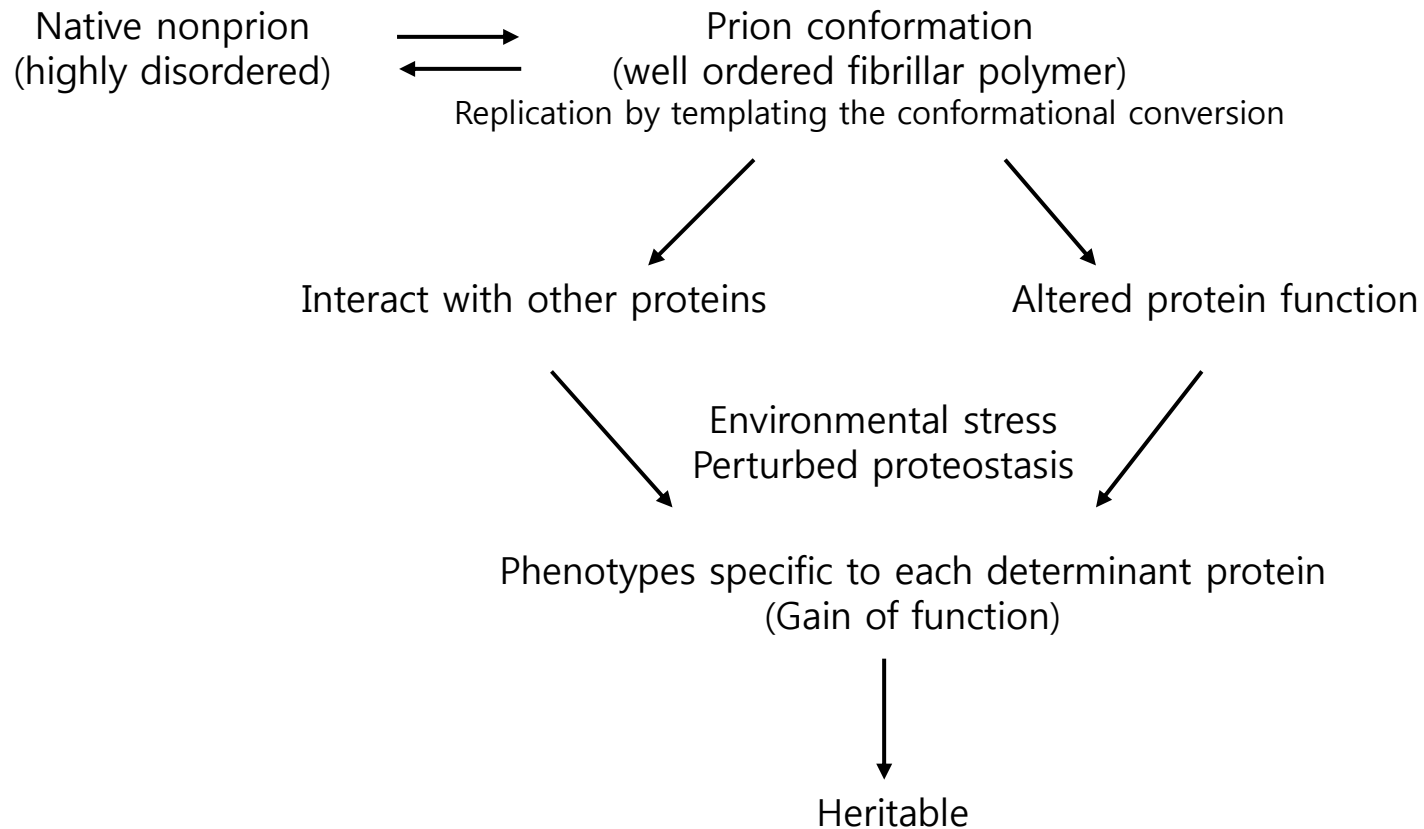 Native nonprion
(highly disordered)
Prion conformation
(well ordered fibrillar polymer)
Replication by templating the conformational conversion
Interact with other proteins
Altered protein function
Environmental stress
Perturbed proteostasis
Phenotypes specific to each determinant protein
(Gain of function)
Heritable